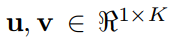 u, v ∈ ℜ^{1×K}